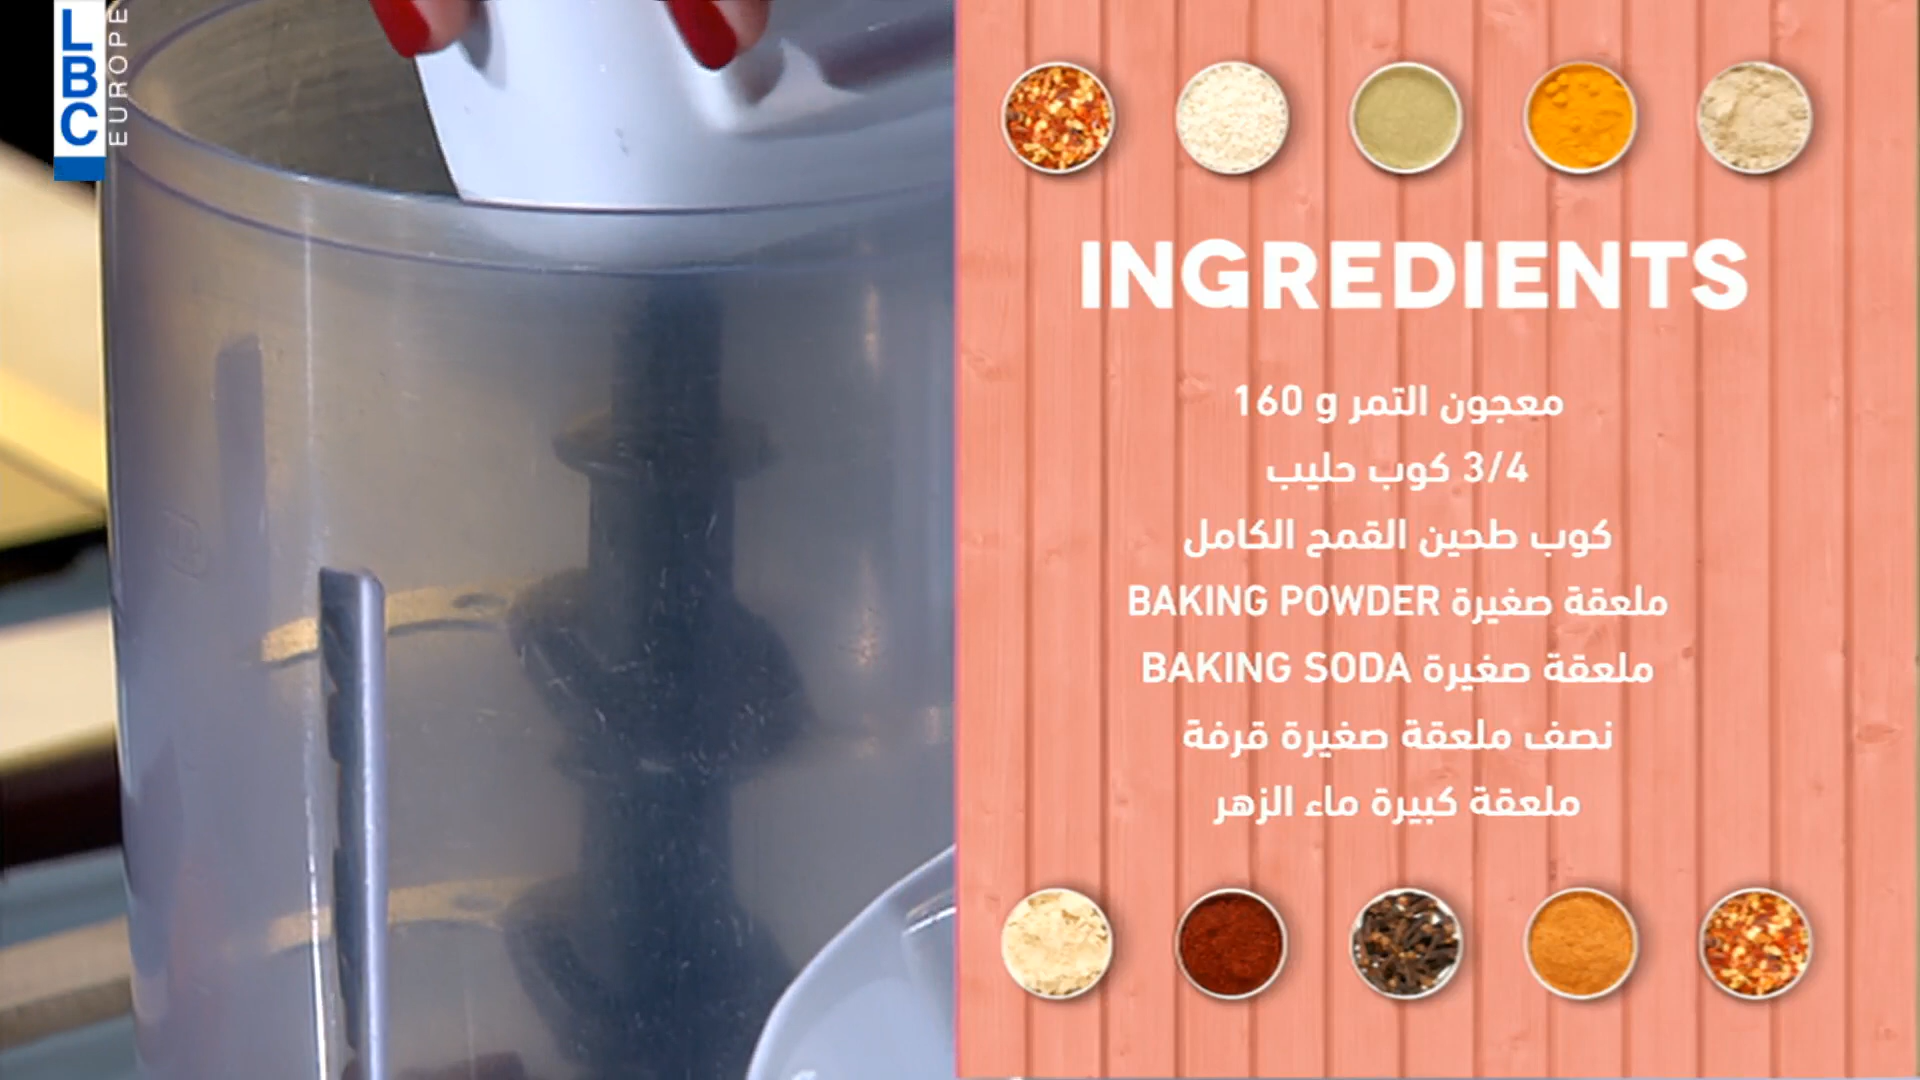 LBC
EUROPE
INGREDIENTS
معجون التمر 160 g
3/4 كوب حليب
كوب طحين القمح الكامل
ملعقة صغيرة BAKING POWDER
ملعقة صغيرة BAKING SODA
نصف ملعقة صغيرة قرفة
ملعقة كبيرة ماء الزهر